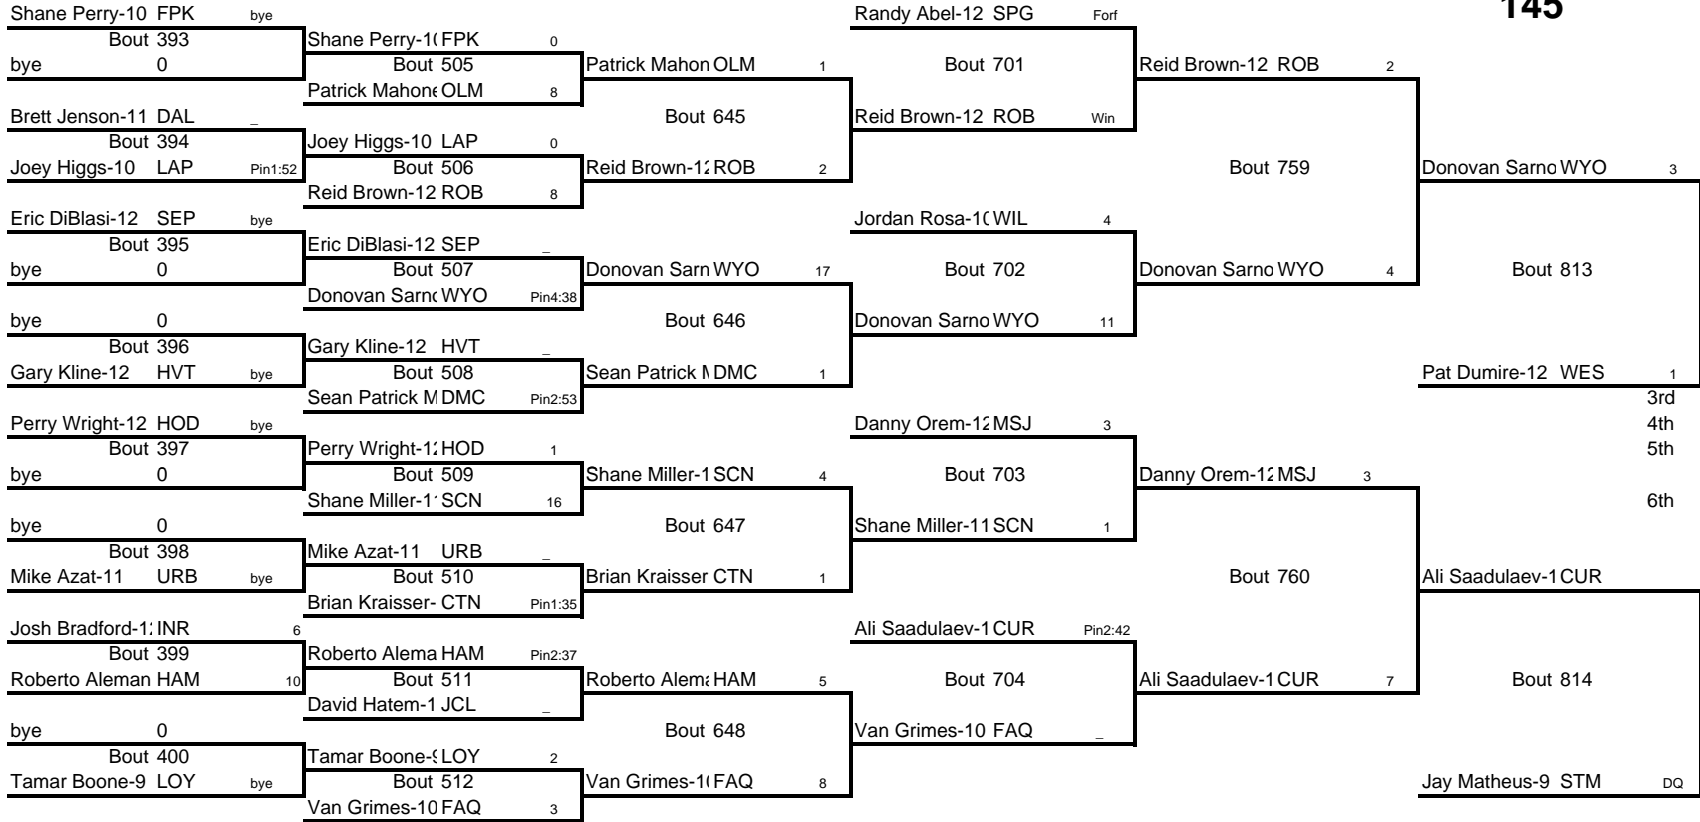 145
Shane Perry-10 FPK bye
Bout 393
bye 0
Brett Jenson-11 DAL _
Bout 394
Joey Higgs-10 LAP Pin1:52
Eric DiBlasi-12 SEP bye
Bout 395
bye 0
bye 0
Bout 396
Gary Kline-12 HVT bye
Perry Wright-12 HOD bye
Bout 397
bye 0
bye 0
Bout 398
Mike Azat-11 URB bye
Josh Bradford-1 INR 6
Bout 399
Roberto Aleman HAM 10
bye 0
Bout 400
Tamar Boone-9 LOY bye
Shane Perry-1 FPK 0
Bout 505
Patrick Mahon OLM 8
Joey Higgs-10 LAP 0
Bout 506
Reid Brown-12 ROB 8
Eric DiBlasi-12 SEP _
Bout 507
Donovan Sarn WYO Pin4:38
Gary Kline-12 HVT _
Bout 508
Sean Patrick M DMC Pin2:53
Perry Wright-1 HOD 1
Bout 509
Shane Miller-1 SCN 16
Mike Azat-11 URB _
Bout 510
Brian Kraisser- CTN Pin1:35
Roberto Alema HAM Pin2:37
Bout 511
David Hatem-1 JCL _
Tamar Boone- LOY 2
Bout 512
Van Grimes-10 FAQ 3
Patrick Mahon OLM 1
Bout 645
Reid Brown-12 ROB 2
Donovan Sarn WYO 17
Bout 646
Sean Patrick DMC 1
Shane Miller-1 SCN 4
Bout 647
Brian Kraisser CTN 1
Roberto Alem HAM 5
Bout 648
Van Grimes-1 FAQ 8
Randy Abel-12 SPG Forf
Bout 701
Reid Brown-12 ROB Win
Jordan Rosa-1 WIL 4
Bout 702
Donovan Sarno WYO 11
Danny Orem-12 MSJ 3
Bout 703
Shane Miller-11 SCN 1
Ali Saadulaev-1 CUR Pin2:42
Bout 704
Van Grimes-10 FAQ _
Reid Brown-12 ROB 2
Bout 759
Donovan Sarno WYO 4
Danny Orem-12 MSJ 3
Bout 760
Ali Saadulaev-1 CUR 7
Donovan Sarno WYO 3
Bout 813
Pat Dumire-12 WES 1
3rd
4th
5th
6th
Ali Saadulaev-1 CUR
Bout 814
Jay Matheus-9 STM DQ